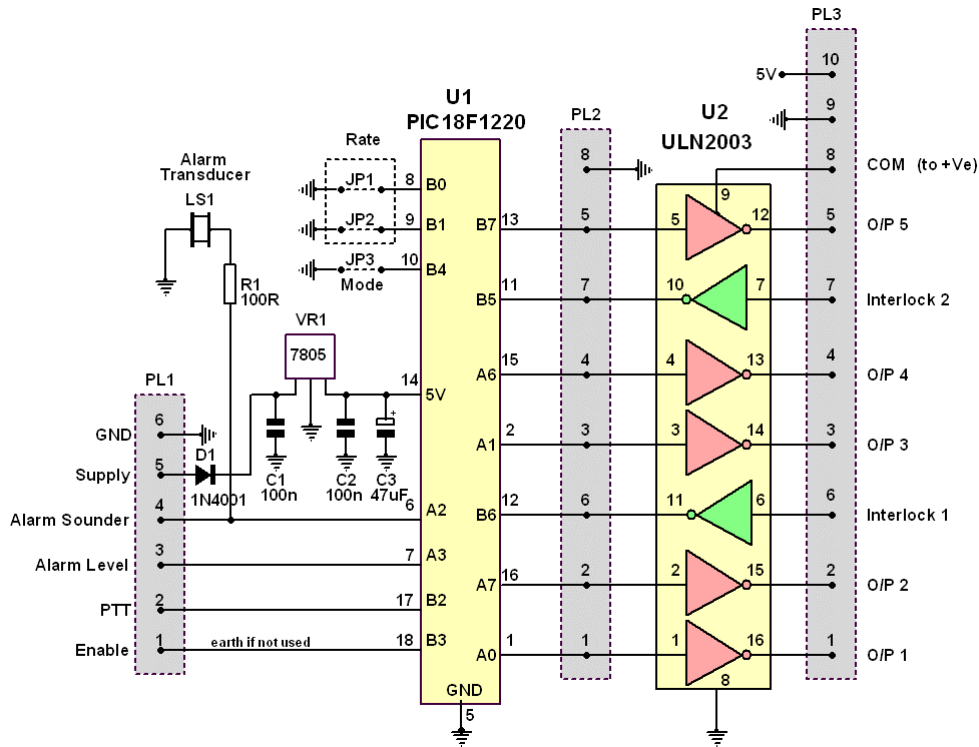 PL3
10
5V
9
8 COM (to +Ve)
5 O/P 5
7 Interlock 2
4 O/P 4
3 O/P 3
6 Interlock 1
2 O/P 2
1 O/P 1
U2
ULN2003
9
5 12
10 7
4 13
3 14
11 6
2 15
1 16
8
PL2
8
5
7
4
3
6
2
1
U1
PIC18F1220
8 B0
9 B1
10 B4
14 5V
6 A2
7 A3
17 B2
18 B3
B7 13
B5 11
A6 15
A1 2
B6 12
A7 16
A0 1
GND
5
Rate
JP1
JP2
JP3
Mode
Alarm
Transducer
LS1
R1
100R
VR1
7805
C1
100n
C2
100n
+
C3
47uF
D1
1N4001
PL1
GND 6
Supply 5
Alarm Sounder 4
Alarm Level 3
PTT 2
Enable 1
earth if not used